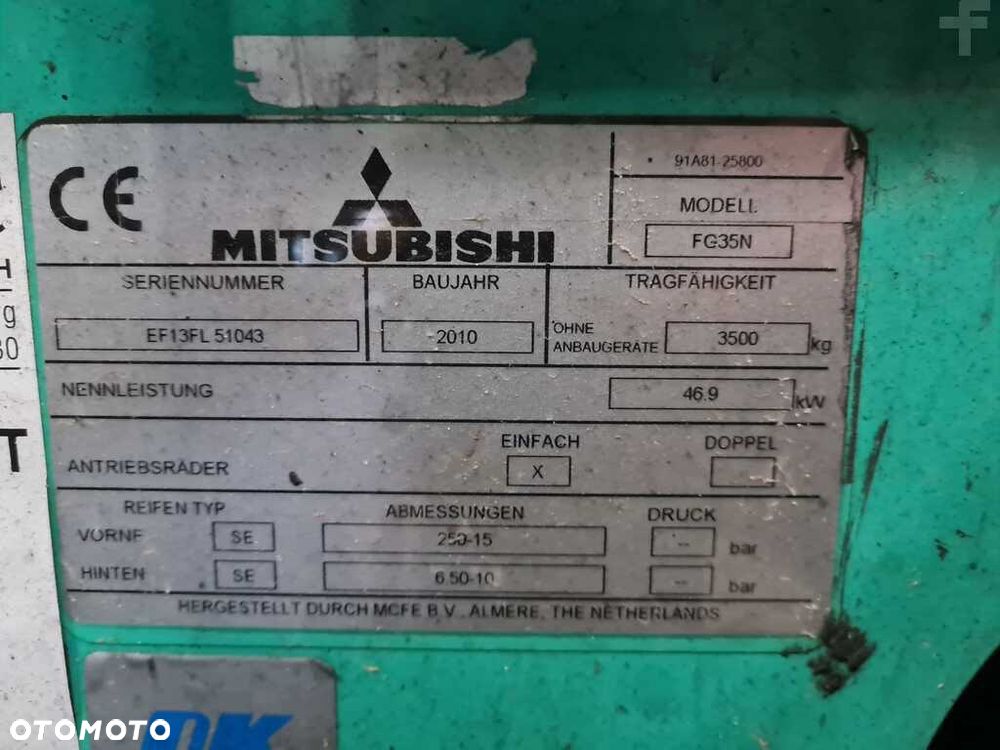 CE
91A81-25800
MITSUBISHI
MODELL
FG35N
SERIENNUMMER
BAUJAHR
TRAGFÄHIGKEIT
EF13FL 51043
2010
OHNE
ANBAUGERÄTE
3500
kg
NENNLEISTUNG
46.9
kW
EINFACH
DOPPEL
ANTRIEBSRÄDER
X
REIFEN TYP
ABMESSUNGEN
DRUCK
VORNE
SE
250-15
--
bar
HINTEN
SE
6.50-10
--
bar
HERGESTELLT DURCH MCFE B.V., ALMERE, THE NETHERLANDS
H
g
30
T
OTOMOTO
f